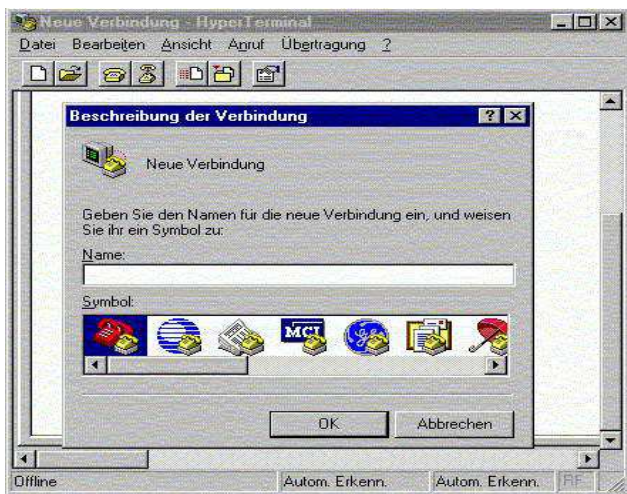 Neue Verbindung - HyperTerminal
Datei Bearbeiten Ansicht Anruf Übertragung ?
Beschreibung der Verbindung
Neue Verbindung
Geben Sie den Namen für die neue Verbindung ein, und weisen
Sie ihr ein Symbol zu:
Name:
Symbol:
MCI
OK Abbrechen
Offline Autom. Erkenn. Autom. Erkenn. RF